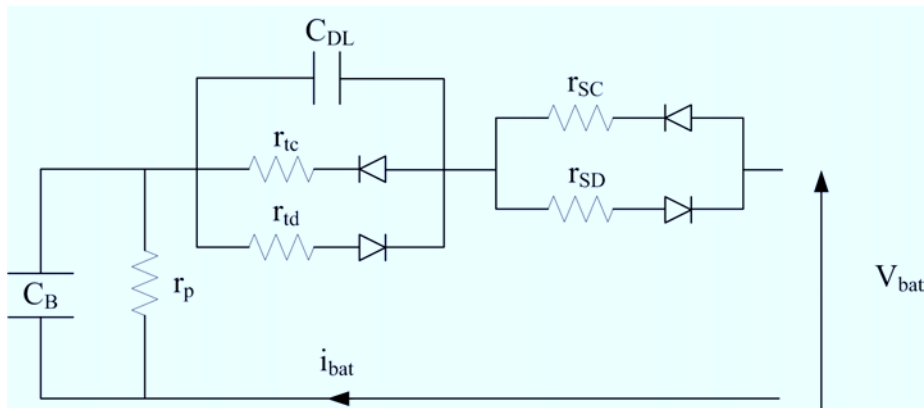 C_DL
r_SC
r_tc
r_SD
r_td
C_B
r_p
V_bat
i_bat